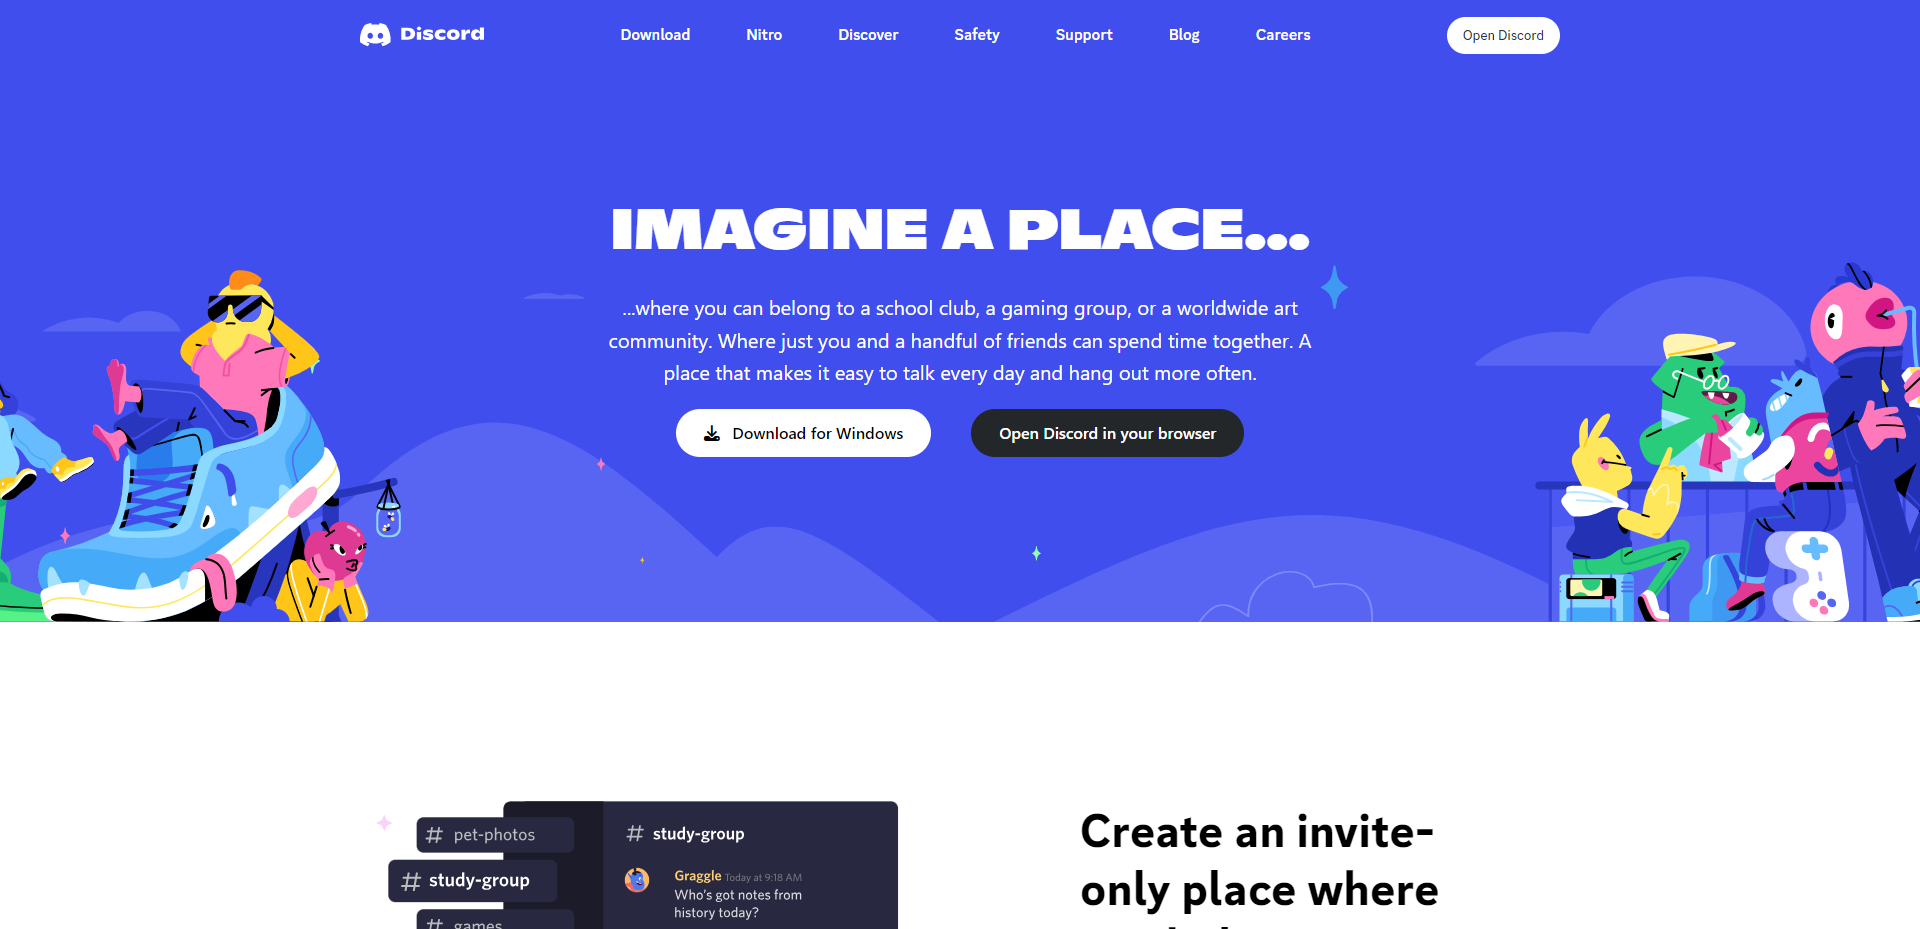 Discord
Download
Nitro
Discover
Safety
Support
Blog
Careers
Open Discord
IMAGINE A PLACE...
...where you can belong to a school club, a gaming group, or a worldwide art
community. Where just you and a handful of friends can spend time together. A
place that makes it easy to talk every day and hang out more often.
Download for Windows
Open Discord in your browser
# pet-photos
# study-group
# games
# study-group
Graggle Today at 9:18 AM
Who's got notes from
history today?
Create an invite-
only place where